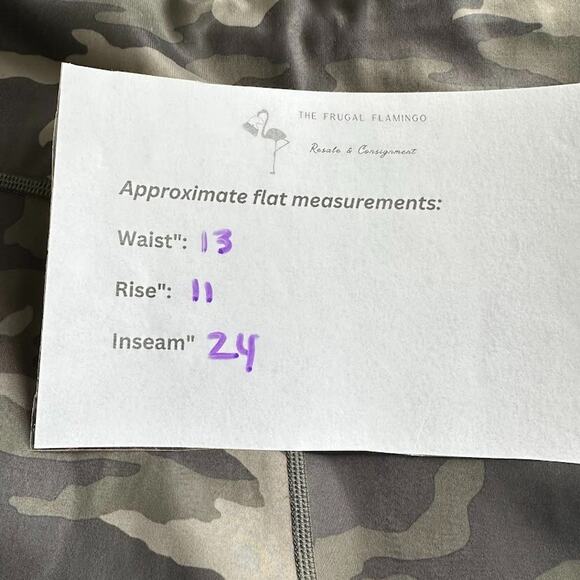 THE FRUGAL FLAMINGO
Resale & Consignment
Approximate flat measurements:
Waist": 13
Rise": 11
Inseam" 24